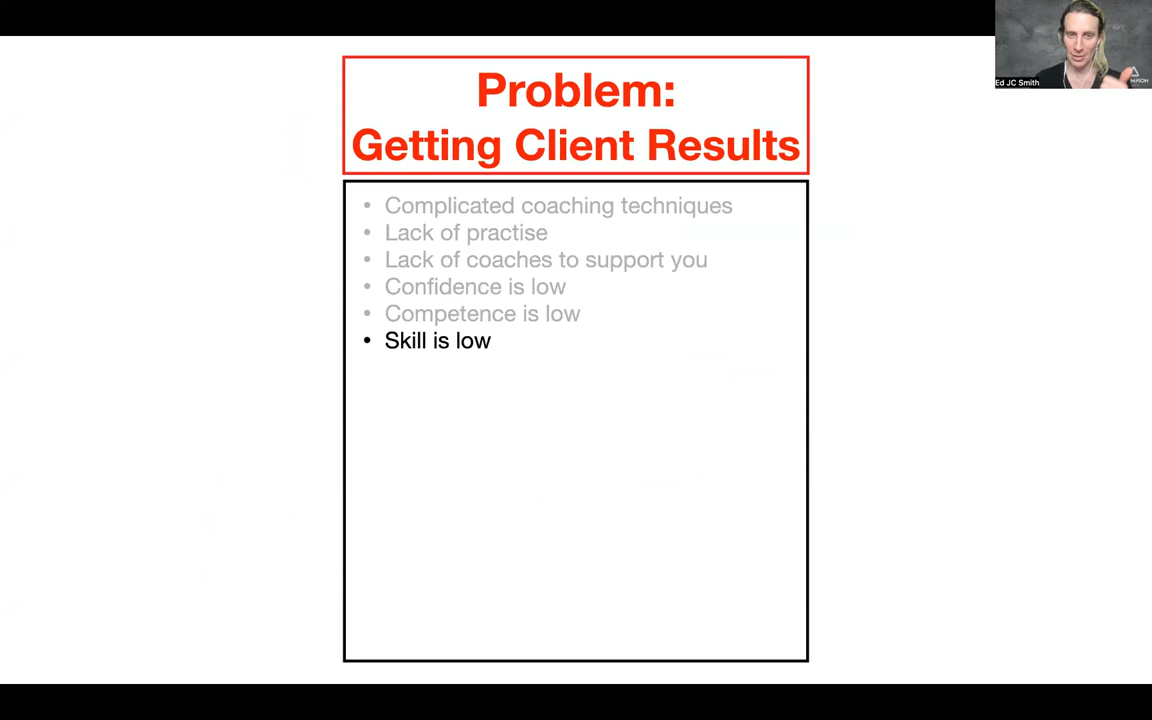 Problem:
Getting Client Results
• Complicated coaching techniques
• Lack of practise
• Lack of coaches to support you
• Confidence is low
• Competence is low
• Skill is low
Ed JC Smith